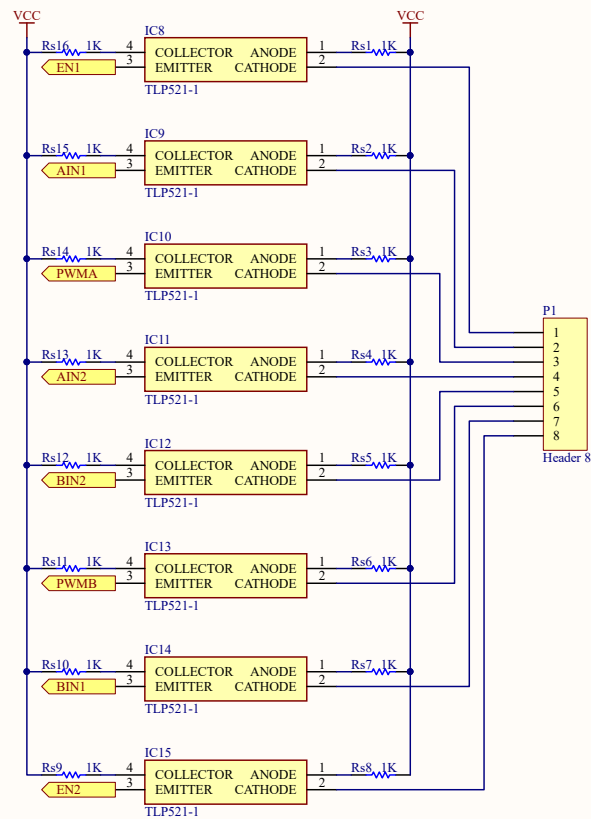 VCC VCC
IC8
Rs16 1K 4 COLLECTOR ANODE 1 Rs1 1K
EN1 3 EMITTER CATHODE 2
TLP521-1
IC9
Rs15 1K 4 COLLECTOR ANODE 1 Rs2 1K
AIN1 3 EMITTER CATHODE 2
TLP521-1
IC10
Rs14 1K 4 COLLECTOR ANODE 1 Rs3 1K
PWMA 3 EMITTER CATHODE 2
TLP521-1
IC11
Rs13 1K 4 COLLECTOR ANODE 1 Rs4 1K
AIN2 3 EMITTER CATHODE 2
TLP521-1
IC12
Rs12 1K 4 COLLECTOR ANODE 1 Rs5 1K
BIN2 3 EMITTER CATHODE 2
TLP521-1
IC13
Rs11 1K 4 COLLECTOR ANODE 1 Rs6 1K
PWMB 3 EMITTER CATHODE 2
TLP521-1
IC14
Rs10 1K 4 COLLECTOR ANODE 1 Rs7 1K
BIN1 3 EMITTER CATHODE 2
TLP521-1
IC15
Rs9 1K 4 COLLECTOR ANODE 1 Rs8 1K
EN2 3 EMITTER CATHODE 2
TLP521-1
P1
1
2
3
4
5
6
7
8
Header 8